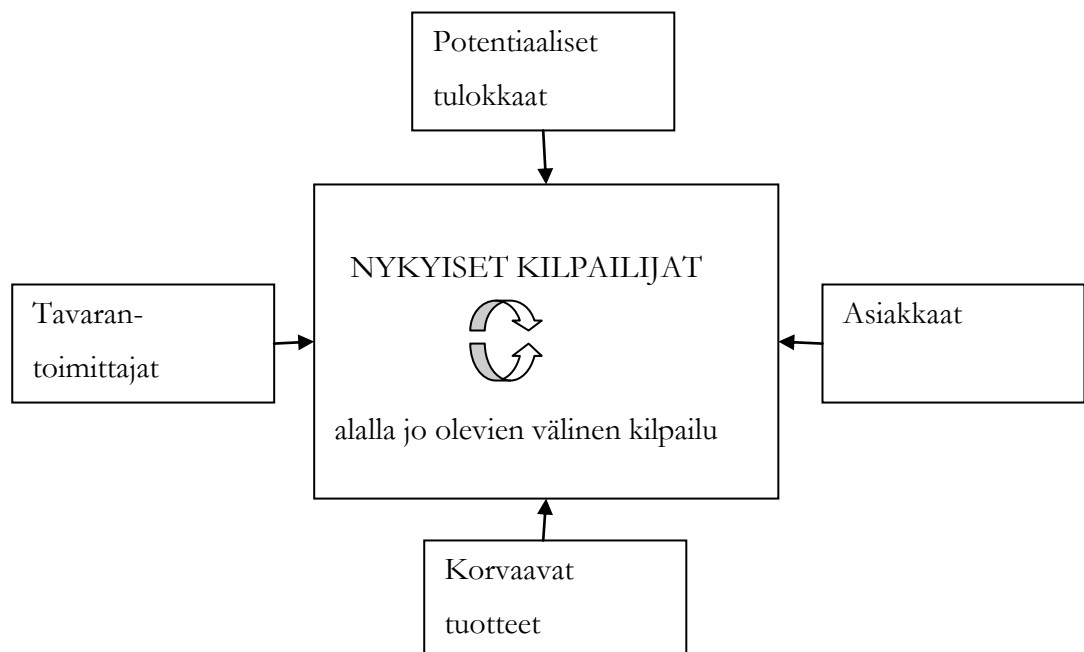 Potentiaaliset
tulokkaat
NYKYISET KILPAILIJAT
Tavaran-
toimittajat
Asiakkaat
alalla jo olevien välinen kilpailu
Korvaavat
tuotteet